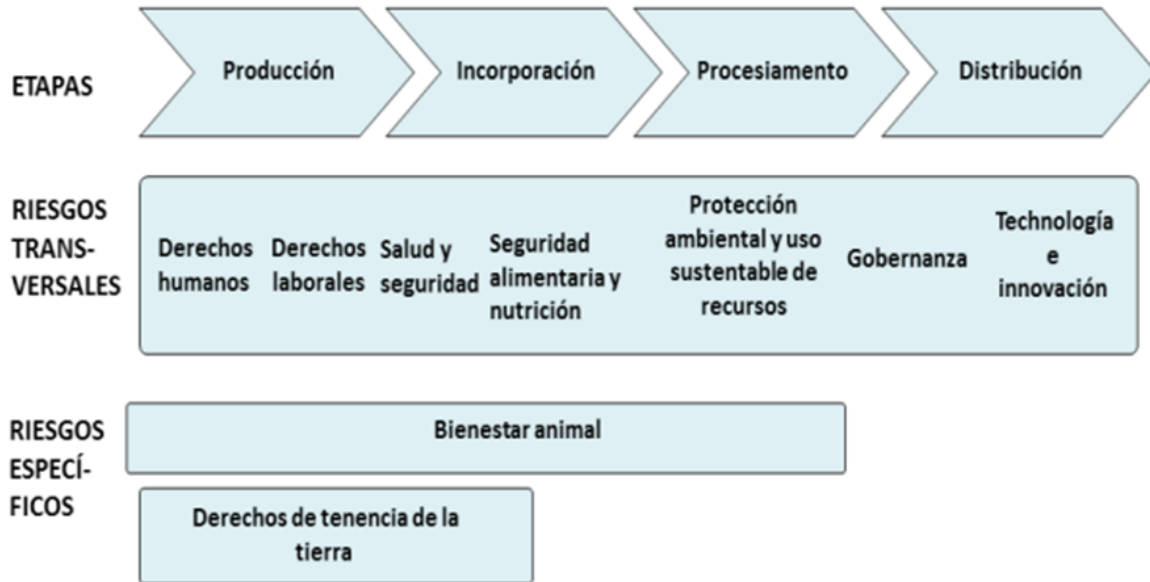 ETAPAS
Producción
Incorporación
Procesiamento
Distribución
RIESGOS
TRANS-
VERSALES
Derechos
humanos
Derechos
laborales
Salud y
seguridad
Seguridad
alimentaria y
nutrición
Protección
ambiental y uso
sustentable de
recursos
Gobernanza
Technología
e
innovación
RIESGOS
ESPECÍ-
FICOS
Bienestar animal
Derechos de tenencia de la
tierra